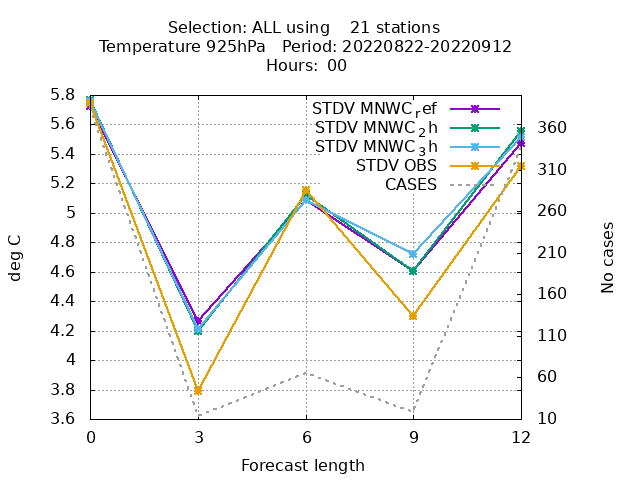 Selection: ALL using    21 stations
Temperature 925hPa   Period: 20220822-20220912
Hours: 00
STDV MNWCref
STDV MNWC2h
STDV MNWC3h
STDV OBS
CASES
5.8
5.6
5.4
5.2
5
4.8
4.6
4.4
4.2
4
3.8
3.6
deg C
360
310
260
210
160
110
60
10
No cases
0 3 6 9 12
Forecast length